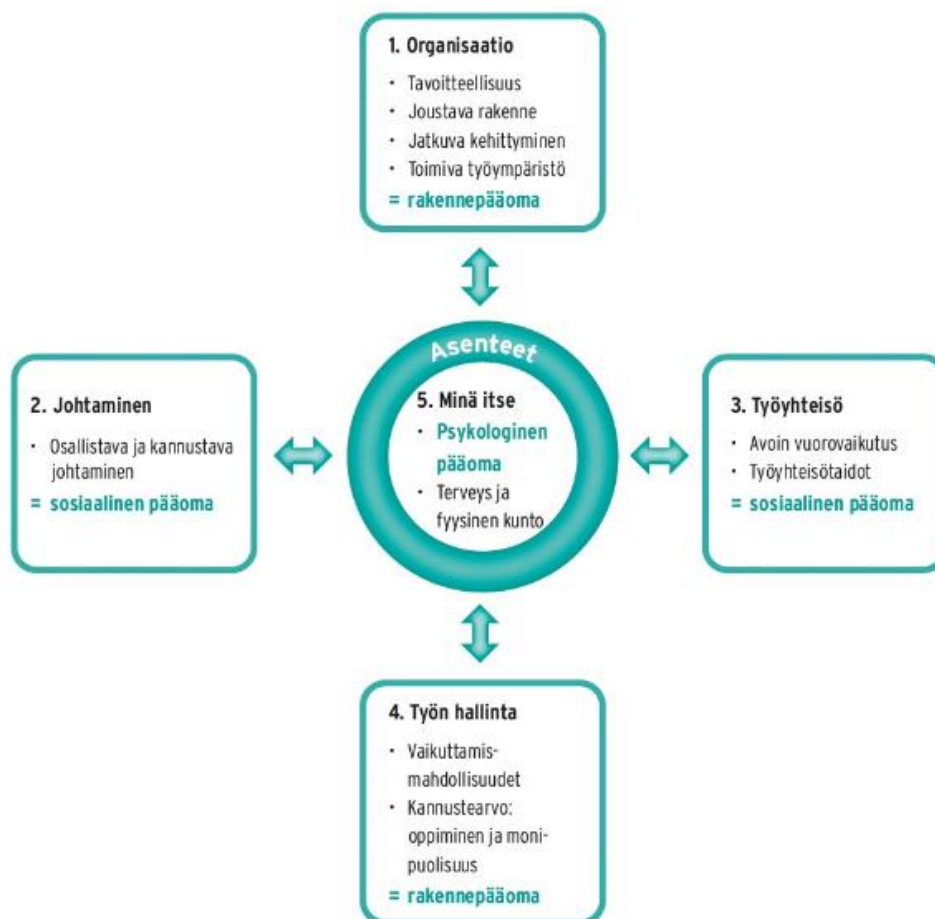 1. Organisaatio
• Tavoitteellisuus
• Joustava rakenne
• Jatkuva kehittyminen
• Toimiva työympäristö
= rakennepääoma
2. Johtaminen
• Osallistava ja kannustava
johtaminen
= sosiaalinen pääoma
Asenteet
5. Minä itse
• Psykologinen
pääoma
• Terveys ja
fyysinen kunto
3. Työyhteisö
• Avoin vuorovaikutus
• Työyhteisötaidot
= sosiaalinen pääoma
4. Työn hallinta
• Vaikuttamis-
mahdollisuudet
• Kannustearvo:
oppiminen ja moni-
puolisuus
= rakennepääoma